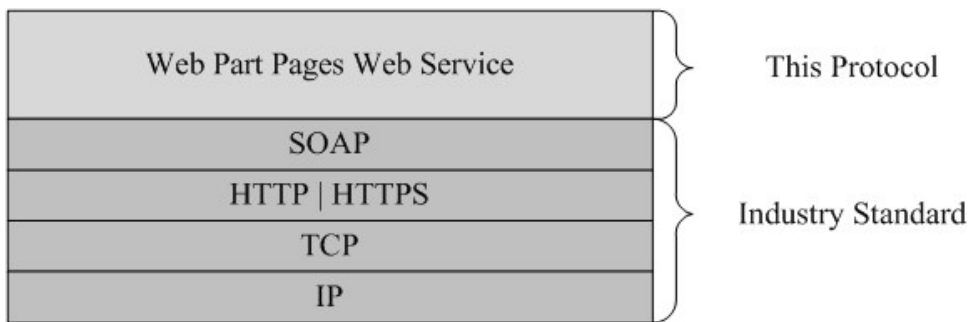 Web Part Pages Web Service
This Protocol
SOAP
HTTP | HTTPS
TCP
IP
Industry Standard